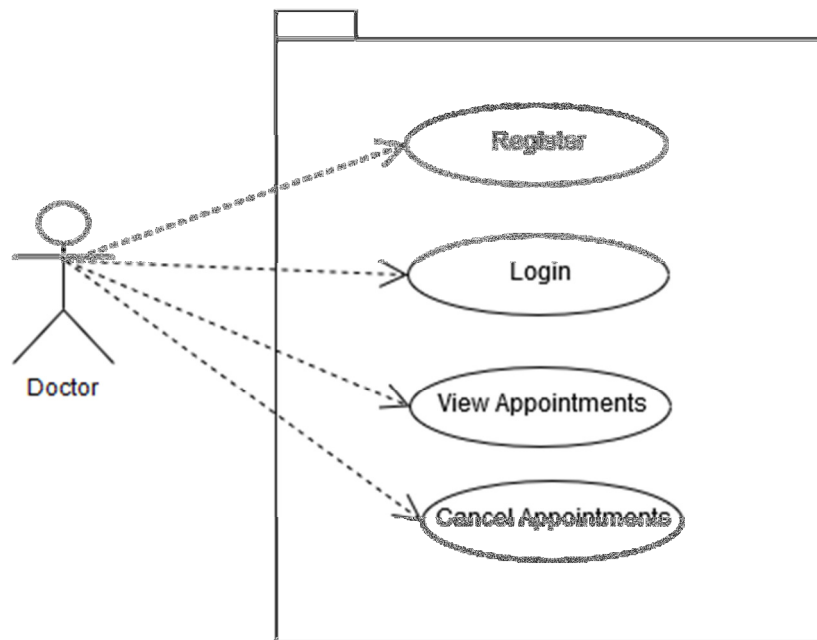 Register
Login
Doctor
View Appointments
Cancel Appointments